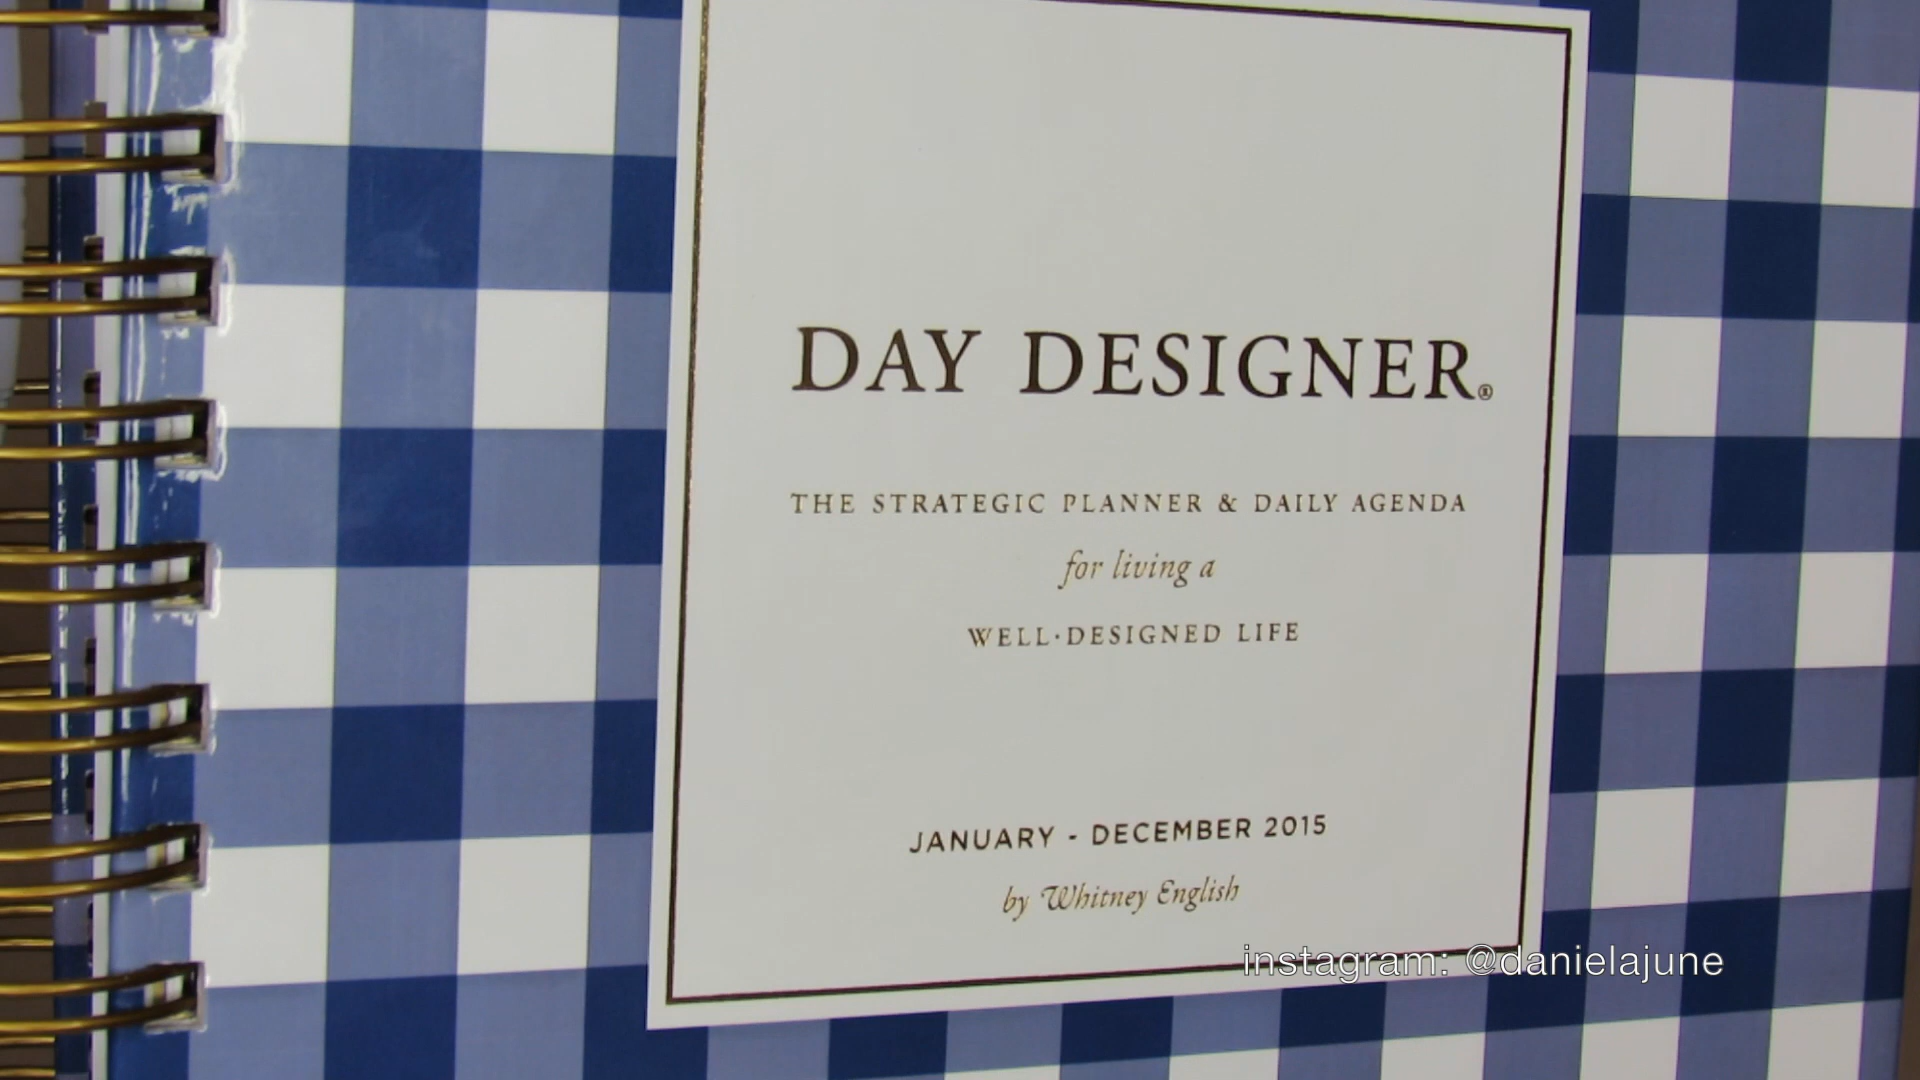 DAY DESIGNER®
THE STRATEGIC PLANNER & DAILY AGENDA
for living a
WELL·DESIGNED LIFE
JANUARY - DECEMBER 2015
by Whitney English
instagram: @danielajune